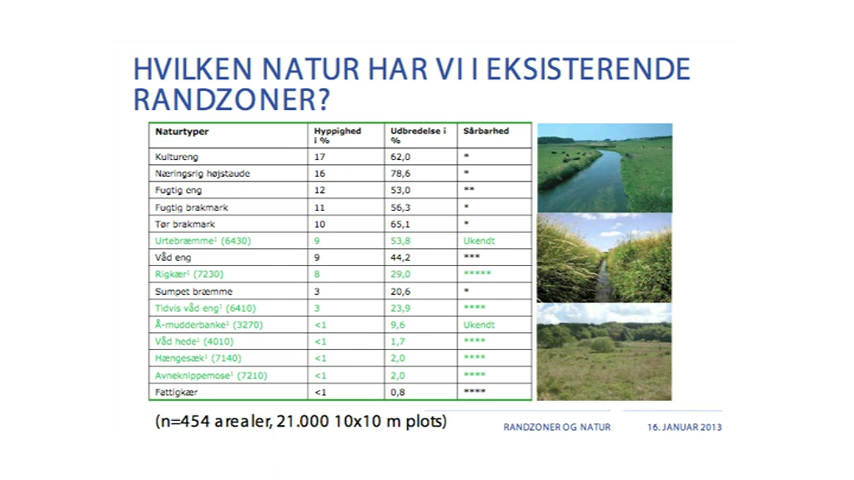 HVILKEN NATUR HAR VI I EKSISTERENDE
RANDZONER?
Naturtyper Hyppighed i % Udbredelse i % Sårbarhed
Kultureng 17 62,0 *
Næringsrig højstaude 16 78,6 *
Fugtig eng 12 53,0 **
Fugtig brakmark 11 56,3 *
Tør brakmark 10 65,1 *
Urtebræmme¹ (6430) 9 53,8 Ukendt
Våd eng 9 44,2 ***
Rigkær¹ (7230) 8 29,0 *****
Sumpet bræmme 3 20,6 *
Tidvis våd eng¹ (6410) 3 23,9 ****
Å-mudderbanke¹ (3270) <1 9,6 Ukendt
Våd hede¹ (4010) <1 1,7 ****
Hængesæk¹ (7140) <1 2,0 ****
Avneknippemose¹ (7210) <1 2,0 ****
Fattigkær <1 0,8 ****
(n=454 arealer, 21.000 10x10 m plots)
RANDZONER OG NATUR 16. JANUAR 2013